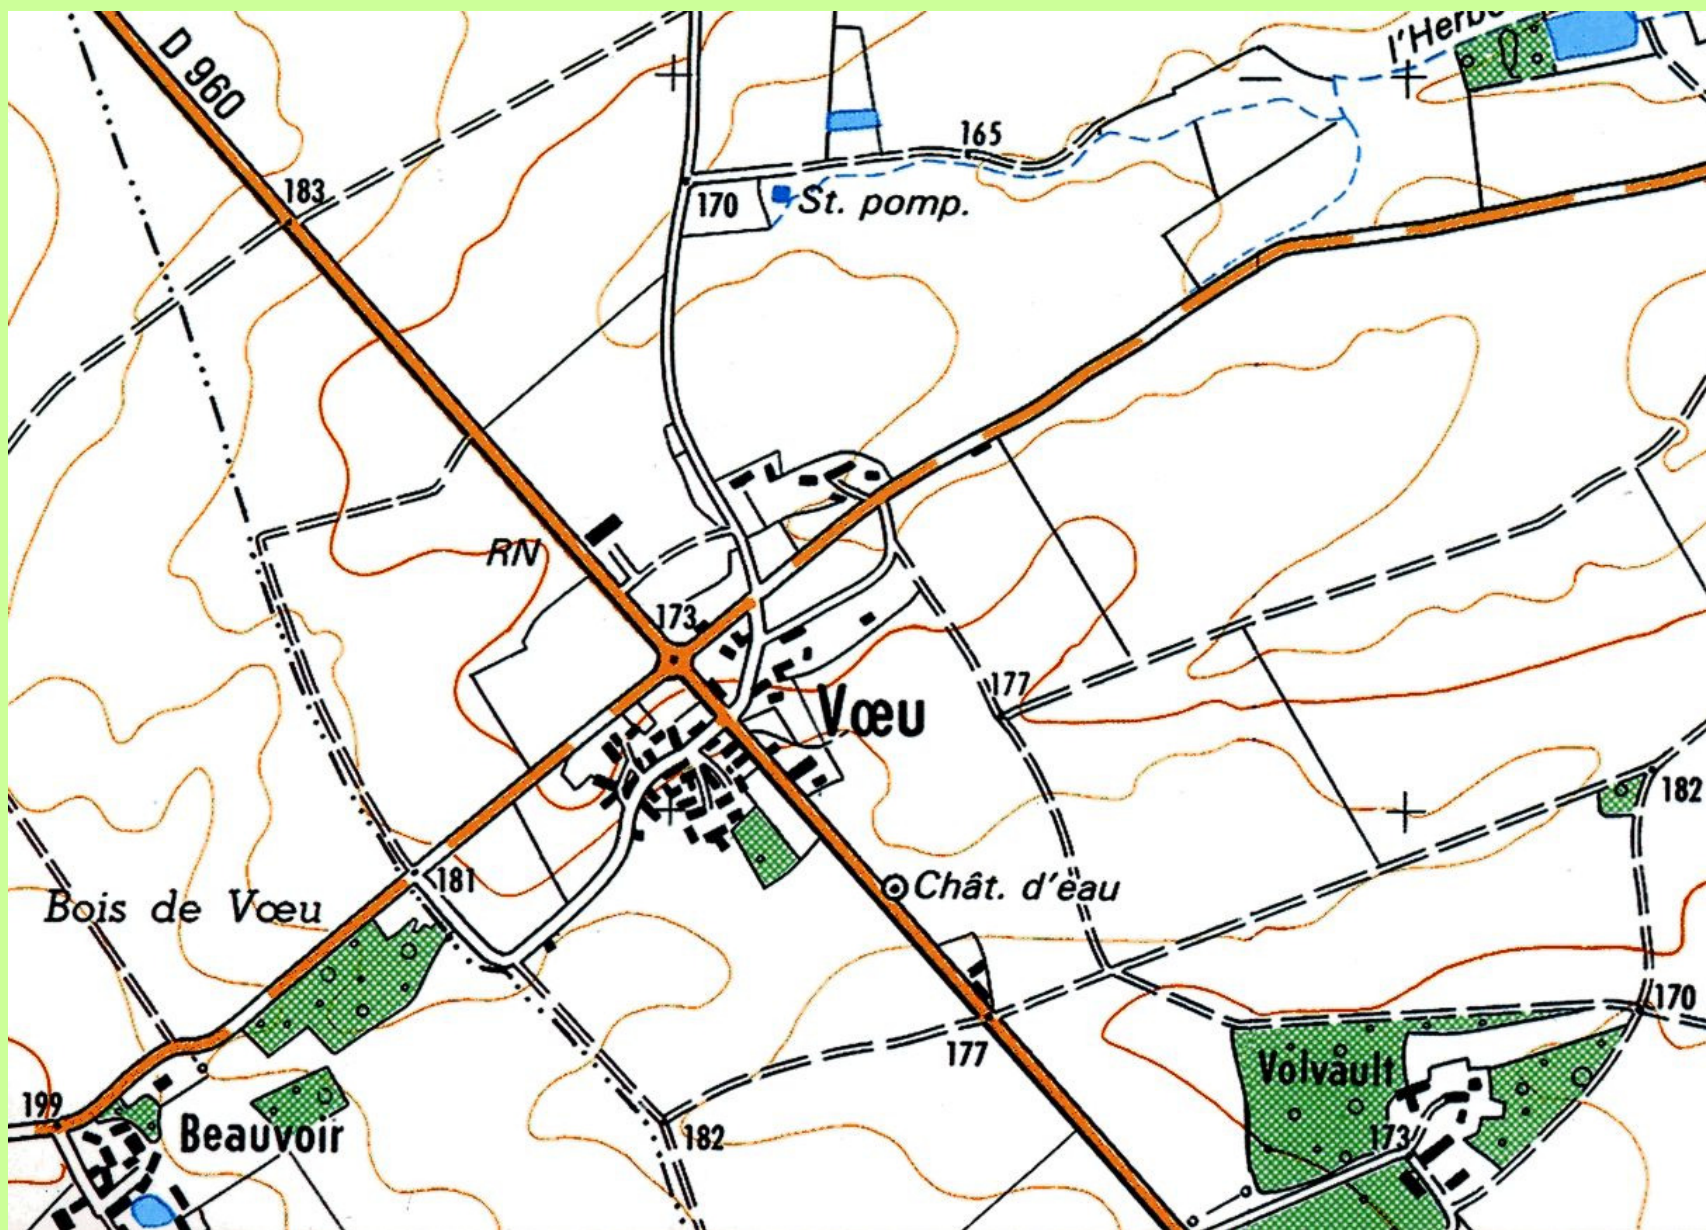 D 960
l'Herb
183
165
170
St. pomp.
RN
173
177
Vœu
182
181
Chât. d'eau
Bois de Vœu
170
177
Volvault
199
Beauvoir
182
173